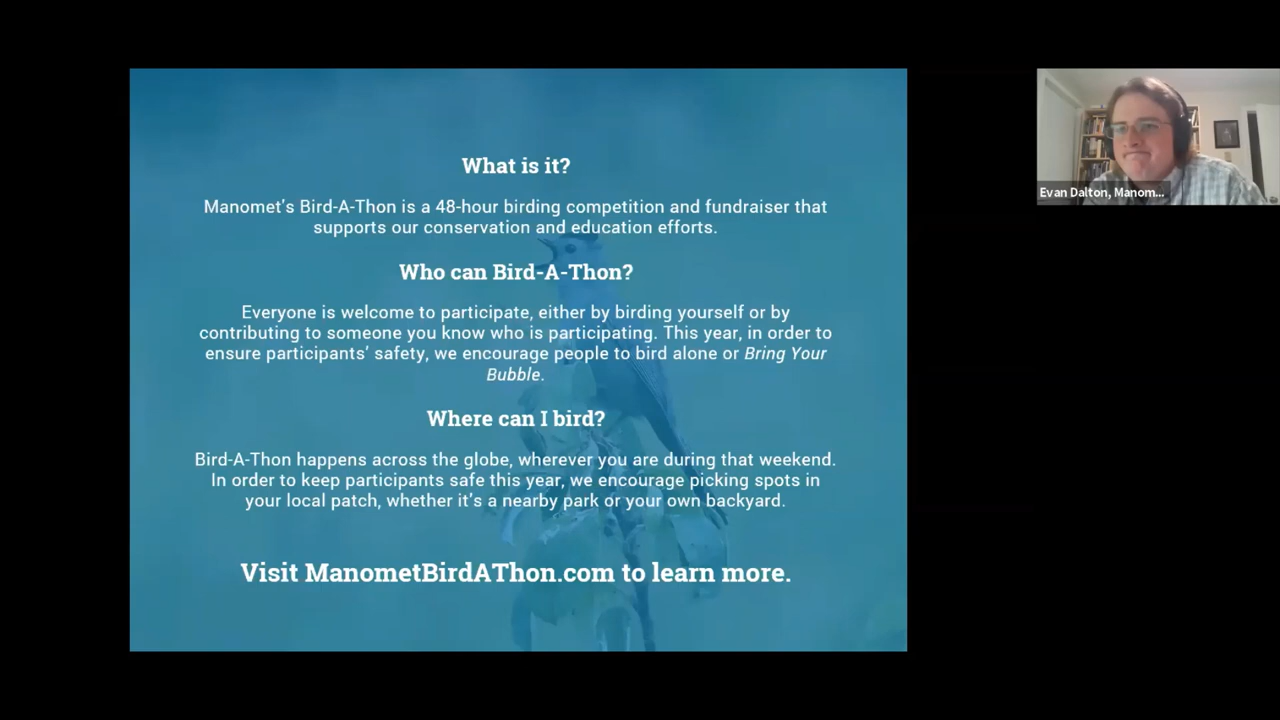 What is it?
Manomet's Bird-A-Thon is a 48-hour birding competition and fundraiser that
supports our conservation and education efforts.
Who can Bird-A-Thon?
Everyone is welcome to participate, either by birding yourself or by
contributing to someone you know who is participating. This year, in order to
ensure participants' safety, we encourage people to bird alone or Bring Your
Bubble.
Where can I bird?
Bird-A-Thon happens across the globe, wherever you are during that weekend.
In order to keep participants safe this year, we encourage picking spots in
your local patch, whether it's a nearby park or your own backyard.
Visit ManometBirdAThon.com to learn more.
Evan Dalton, Manom...